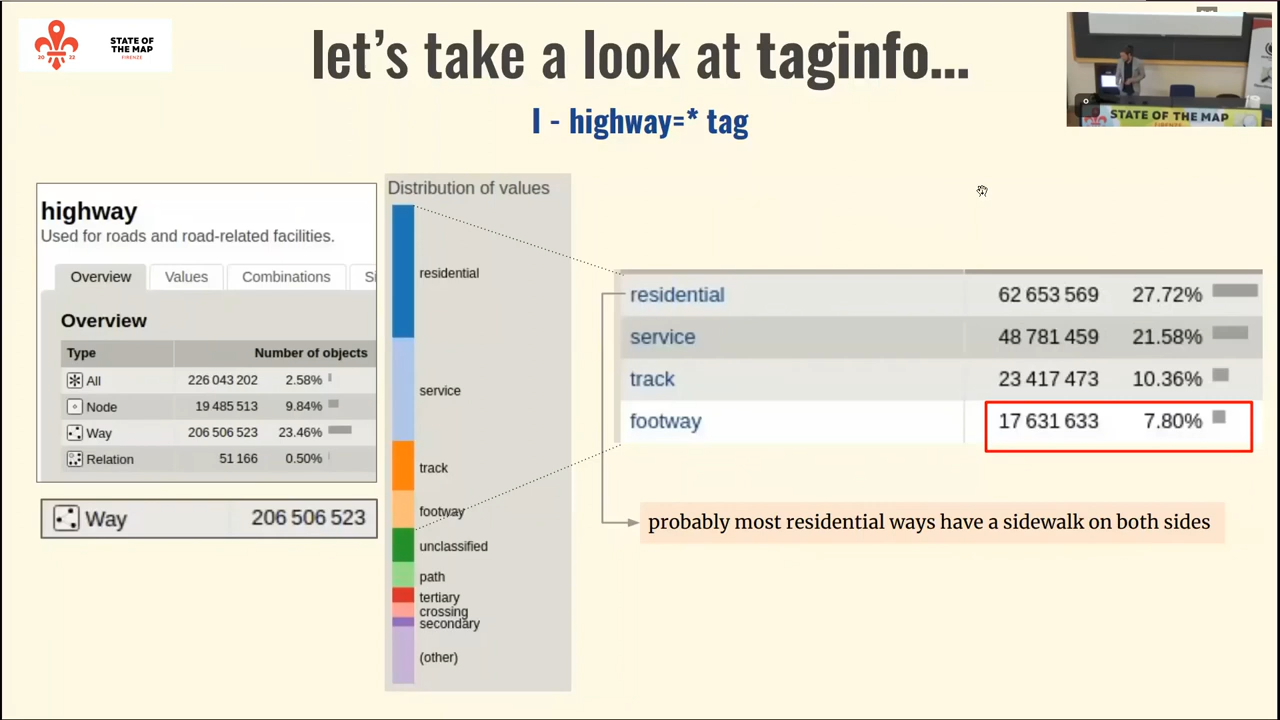 STATE OF
THE MAP
FIRENZE
20 22
let's take a look at taginfo...
I - highway=* tag
STATE OF THE MAP
FIRENZE
highway
Used for roads and road-related facilities.
Overview Values Combinations Si
Overview
Type Number of objects
All 226 043 202 2.58%
Node 19 485 513 9.84%
Way 206 506 523 23.46%
Relation 51 166 0.50%
Way 206 506 523
Distribution of values
residential
service
track
footway
unclassified
path
tertiary
crossing
secondary
(other)
residential 62 653 569 27.72%
service 48 781 459 21.58%
track 23 417 473 10.36%
footway 17 631 633 7.80%
probably most residential ways have a sidewalk on both sides